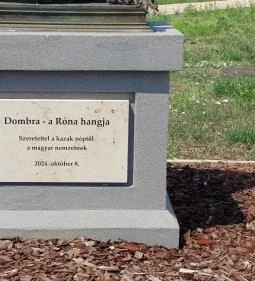 Dombra - a Róna hangja
Szeretettel a kazak néptől
a magyar nemzetnek
2024. október 8.